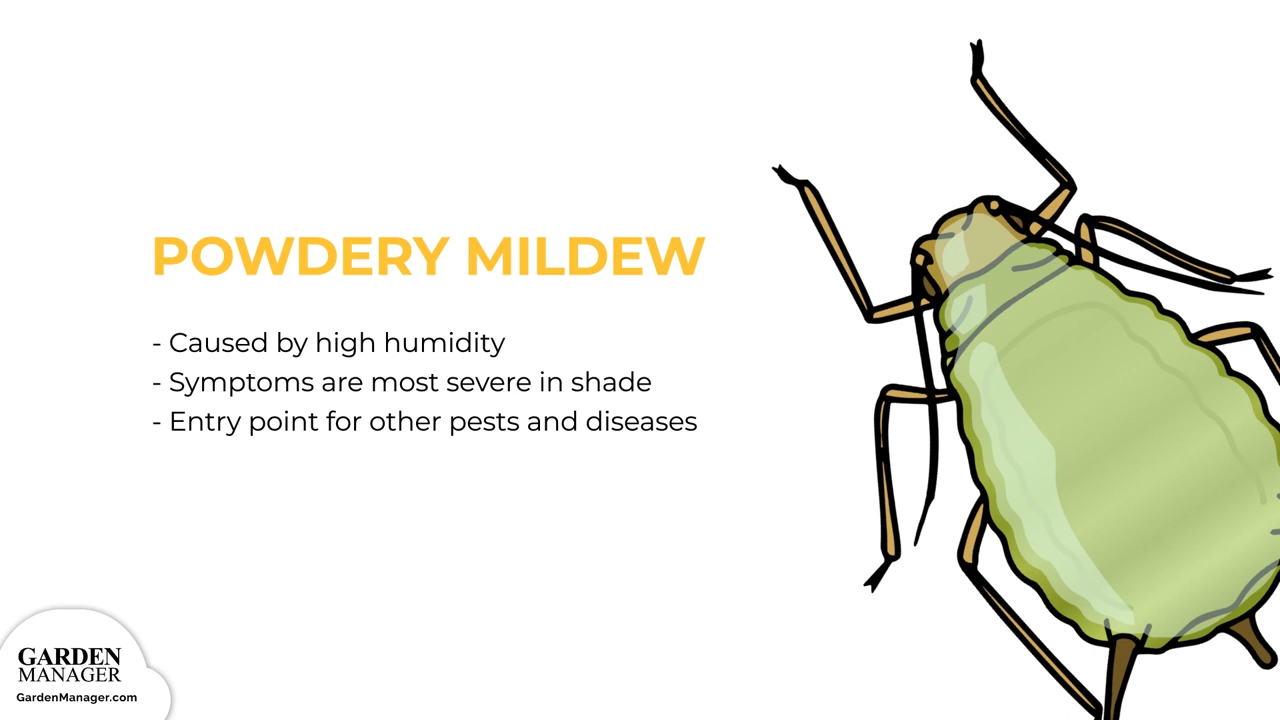 POWDERY MILDEW
- Caused by high humidity
- Symptoms are most severe in shade
- Entry point for other pests and diseases
GARDEN
MANAGER
GardenManager.com